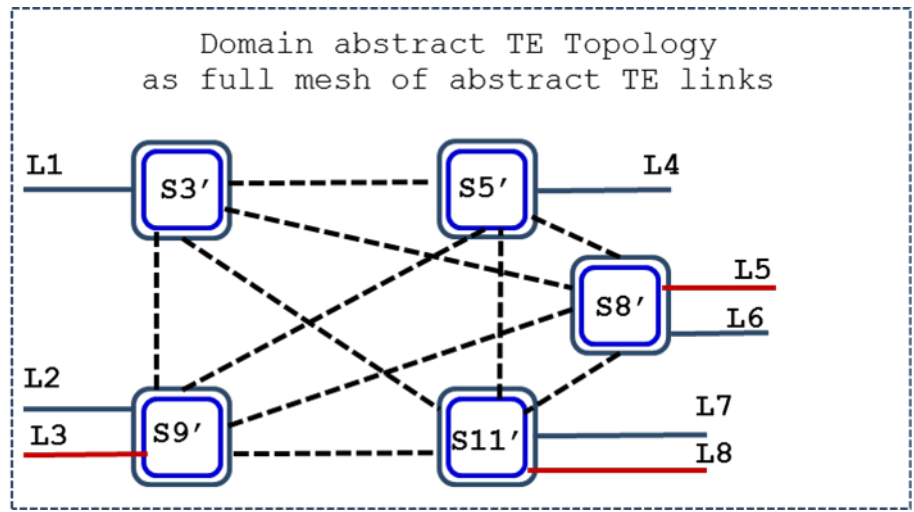 Domain abstract TE Topology
as full mesh of abstract TE links
L1
S3′
S5′
L4
S8′
L5
L6
L2
L3
S9′
S11′
L7
L8